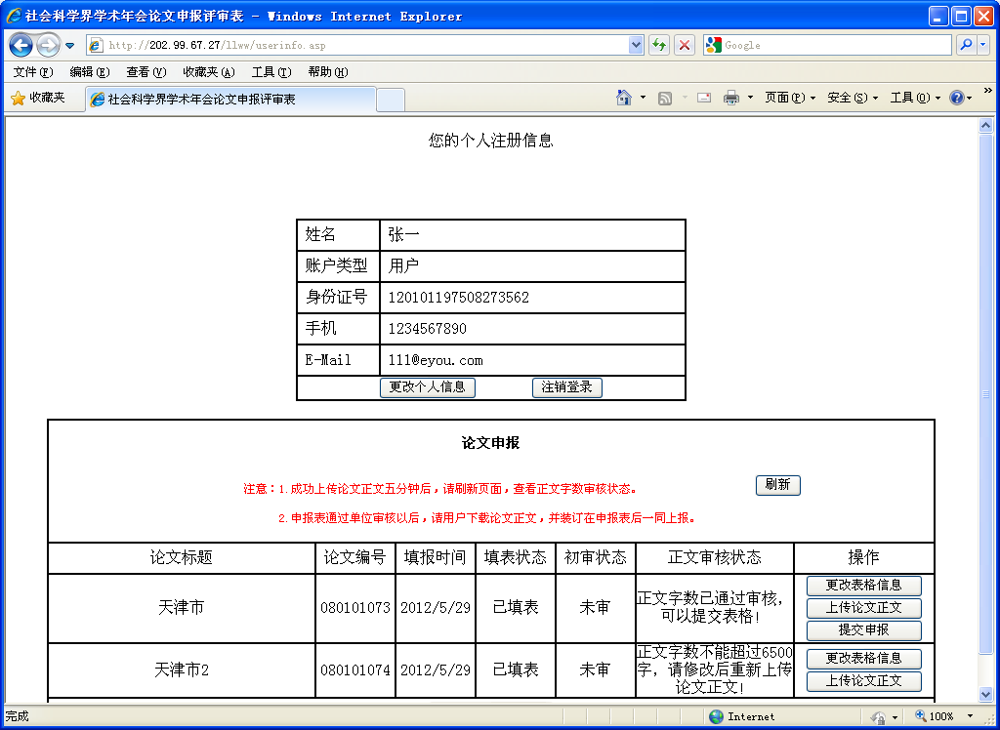 社会科学界学术年会论文申报评审表 - Windows Internet Explorer
http://202.99.67.27/llww/userinfo.asp
Google
文件(F) 编辑(E) 查看(V) 收藏夹(A) 工具(T) 帮助(H)
收藏夹 社会科学界学术年会论文申报评审表 页面(P) 安全(S) 工具(O) »
您的个人注册信息
姓名 张一
账户类型 用户
身份证号 120101197508273562
手机 1234567890
E-Mail 111@eyou.com
更改个人信息 注销登录
论文申报
注意：1.成功上传论文正文五分钟后，请刷新页面，查看正文字数审核状态。
刷新
2.申报表通过单位审核以后，请用户下载论文正文，并装订在申报表后一同上报。
论文标题 论文编号 填报时间 填表状态 初审状态 正文审核状态 操作
天津市 080101073 2012/5/29 已填表 未审
正文字数已通过审核，
可以提交表格!
更改表格信息
上传论文正文
提交申报
天津市2 080101074 2012/5/29 已填表 未审
正文字数不能超过6500
字，请修改后重新上传
论文正文!
更改表格信息
上传论文正文
完成 Internet 100%